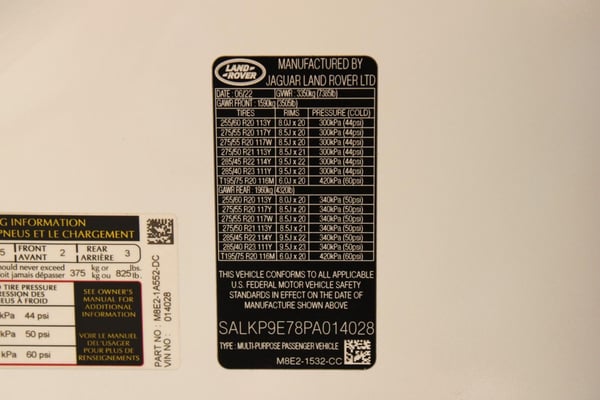 LAND ROVER
MANUFACTURED BY
JAGUAR LAND ROVER LTD
DATE : 06/22 GVWR : 3350kg (7385lb)
GAWR FRONT : 1590kg (3505lb)
TIRES RIMS PRESSURE (COLD)
255/60 R20 113Y 8.0J x 20 300kPa (44psi)
275/55 R20 117Y 8.5J x 20 300kPa (44psi)
275/55 R20 117W 8.5J x 20 300kPa (44psi)
275/50 R21 113Y 8.5J x 21 300kPa (44psi)
285/45 R22 114Y 9.5J x 22 300kPa (44psi)
285/40 R23 111Y 9.5J x 23 300kPa (44psi)
T195/75 R20 116M 6.0J x 20 420kPa (60psi)
GAWR REAR : 1960kg (4320lb)
255/60 R20 113Y 8.0J x 20 340kPa (50psi)
275/55 R20 117Y 8.5J x 20 340kPa (50psi)
275/55 R20 117W 8.5J x 20 340kPa (50psi)
275/50 R21 113Y 8.5J x 21 340kPa (50psi)
285/45 R22 114Y 9.5J x 22 340kPa (50psi)
285/40 R23 111Y 9.5J x 23 340kPa (50psi)
T195/75 R20 116M 6.0J x 20 420kPa (60psi)
THIS VEHICLE CONFORMS TO ALL APPLICABLE
U.S. FEDERAL MOTOR VEHICLE SAFETY
STANDARDS IN EFFECT ON THE DATE OF
MANUFACTURE SHOWN ABOVE
SALKP9E78PA014028
TYPE : MULTI-PURPOSE PASSENGER VEHICLE
M8E2-1532-CC
G INFORMATION
PNEUS ET LE CHARGEMENT
5 FRONT AVANT 2 REAR ARRIÈRE 3
should never exceed 375 kg or 825 lbs.
oit jamais dépasser kg ou lb.
TIRE PRESSURE
RESSION DES
EUS À FROID
kPa 44 psi
kPa 50 psi
kPa 60 psi
SEE OWNER'S
MANUAL FOR
ADDITIONAL
INFORMATION
VOIR LE MANUEL
DEL'USAGER
POUR PLUS DE
RENSEIGNEMENTS
PART NO : M8E2-1A552-DC
VIN NO : 014028